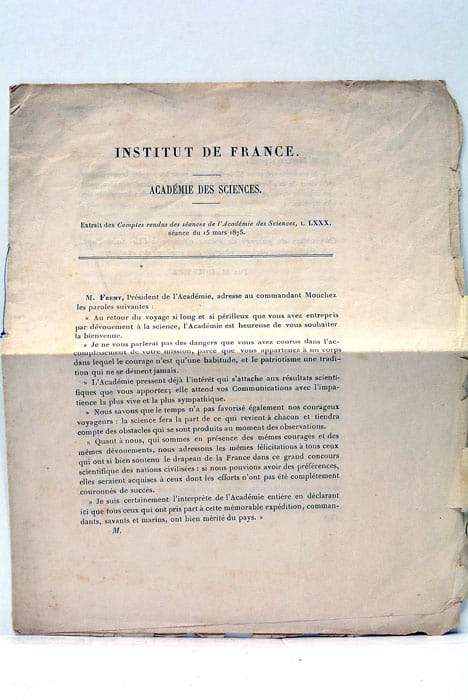 INSTITUT DE FRANCE.
ACADÉMIE DES SCIENCES.
Extrait des Comptes rendus des séances de l'Académie des Sciences, t. LXXX,
séance du 15 mars 1875.
M. Fremy, Président de l'Académie, adresse au commandant Mouchez
les paroles suivantes :
» Au retour du voyage si long et si périlleux que vous avez entrepris
par dévouement à la science, l'Académie est heureuse de vous souhaiter
la bienvenue.
» Je ne vous parlerai pas des dangers que vous avez courus dans l'ac-
complissement de votre mission, parce que vous appartenez à un corps
dans lequel le courage n'est qu'une habitude, et le patriotisme une tradi-
tion qui ne se dément jamais.
» L'Académie pressent déjà l'intérêt qui s'attache aux résultats scienti-
fiques que vous apportez; elle attend vos Communications avec l'impa-
tience la plus vive et la plus sympathique.
» Nous savons que le temps n'a pas favorisé également nos courageux
voyageurs : la science fera la part de ce qui revient à chacun et tiendra
compte des obstacles qui se sont produits au moment des observations.
» Quant à nous, qui sommes en présence des mêmes courages et des
mêmes dévouements, nous adressons les mêmes félicitations à tous ceux
qui ont si bien soutenu le drapeau de la France dans ce grand concours
scientifique des nations civilisées : si nous pouvions avoir des préférences,
elles seraient acquises à ceux dont les efforts n'ont pas été complétement
couronnés de succès.
» Je suis certainement l'interprète de l'Académie entière en déclarant
ici que tous ceux qui ont pris part à cette mémorable expédition, comman-
dants, savants et marins, ont bien mérité du pays. »
M.